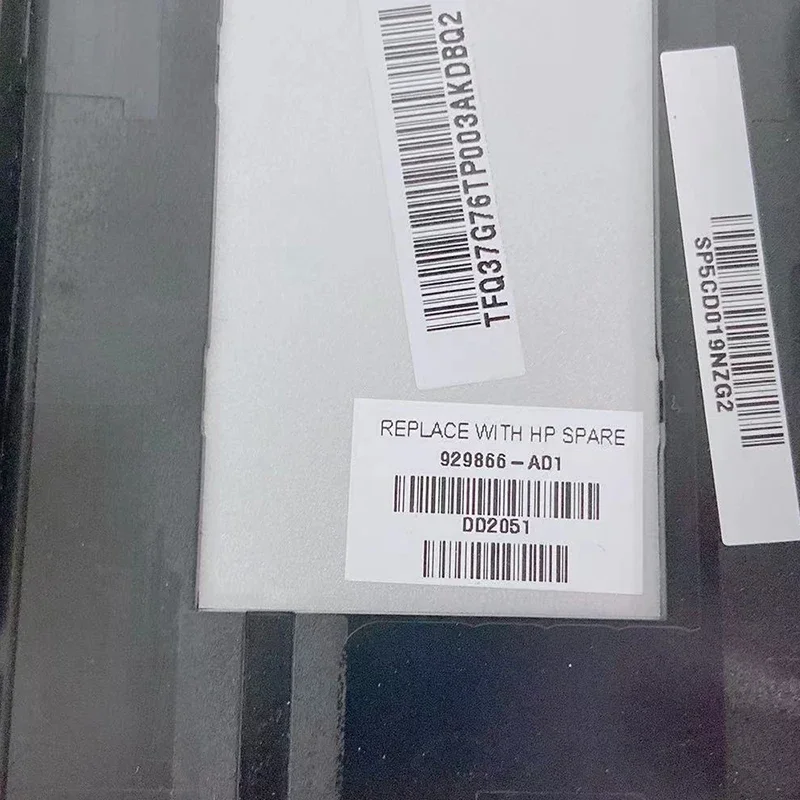 TFQ37G76TP003AKDBQ2
SP5CD019NZG2
REPLACE WITH HP SPARE
929866-AD1
DD2051